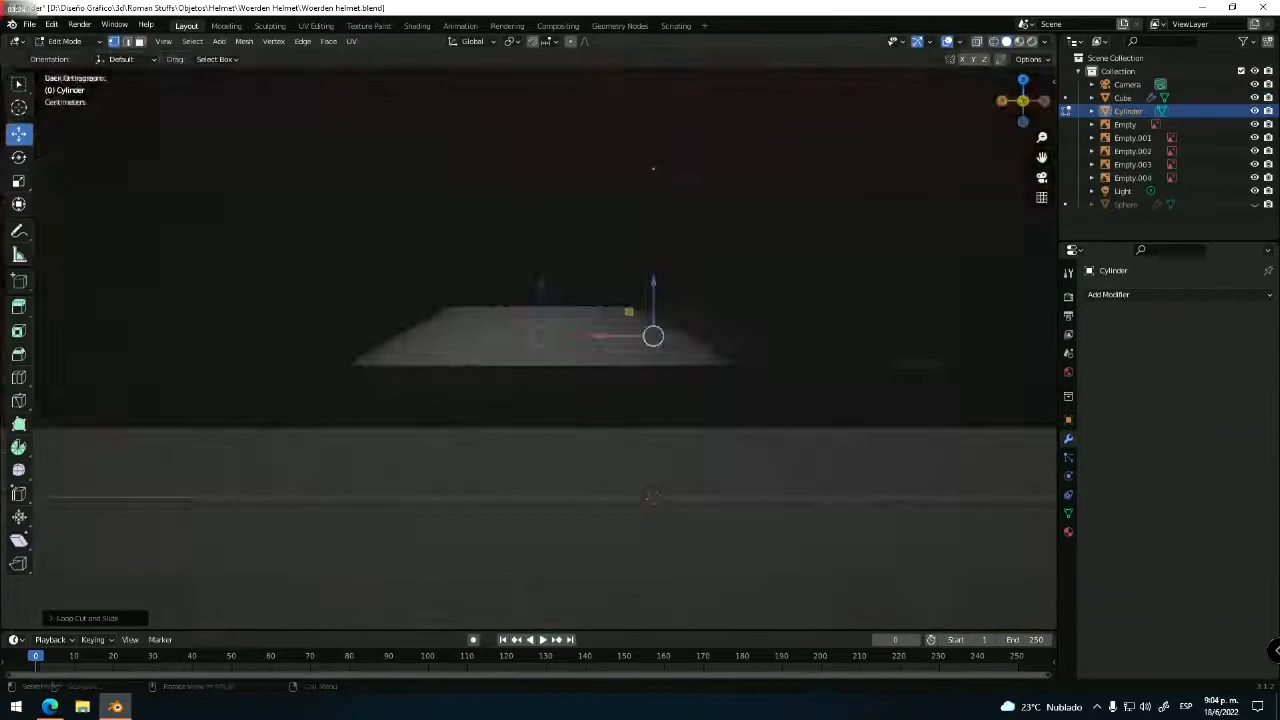 er* [D:\Diseño Gráfico\3d\Roman Stuffs\Objetos\Helmet\Woerden Helmet\Woerden helmet.blend]
File Edit Render Window Help Layout Modeling Sculpting UV Editing Texture Paint Shading Animation Rendering Compositing Geometry Nodes Scripting Scene ViewLayer
Edit Mode View Select Add Mesh Vertex Edge Face UV Global
Orientation: Default Drag: Select Box X Y Z Options
(0) Cylinder
Centimeters
Scene Collection
Collection
Camera
Cube
Cylinder
Empty
Empty.001
Empty.002
Empty.003
Empty.004
Light
Sphere
Cylinder
Add Modifier
Loop Cut and Slide
Playback Keying View Marker 0 Start 1 End 250
0 10 20 30 40 50 60 70 80 90 100 110 120 130 140 150 160 170 180 190 200 210 220 230 240 250
3.1.2
23°C Nublado ESP 9:04 p. m.
18/6/2022